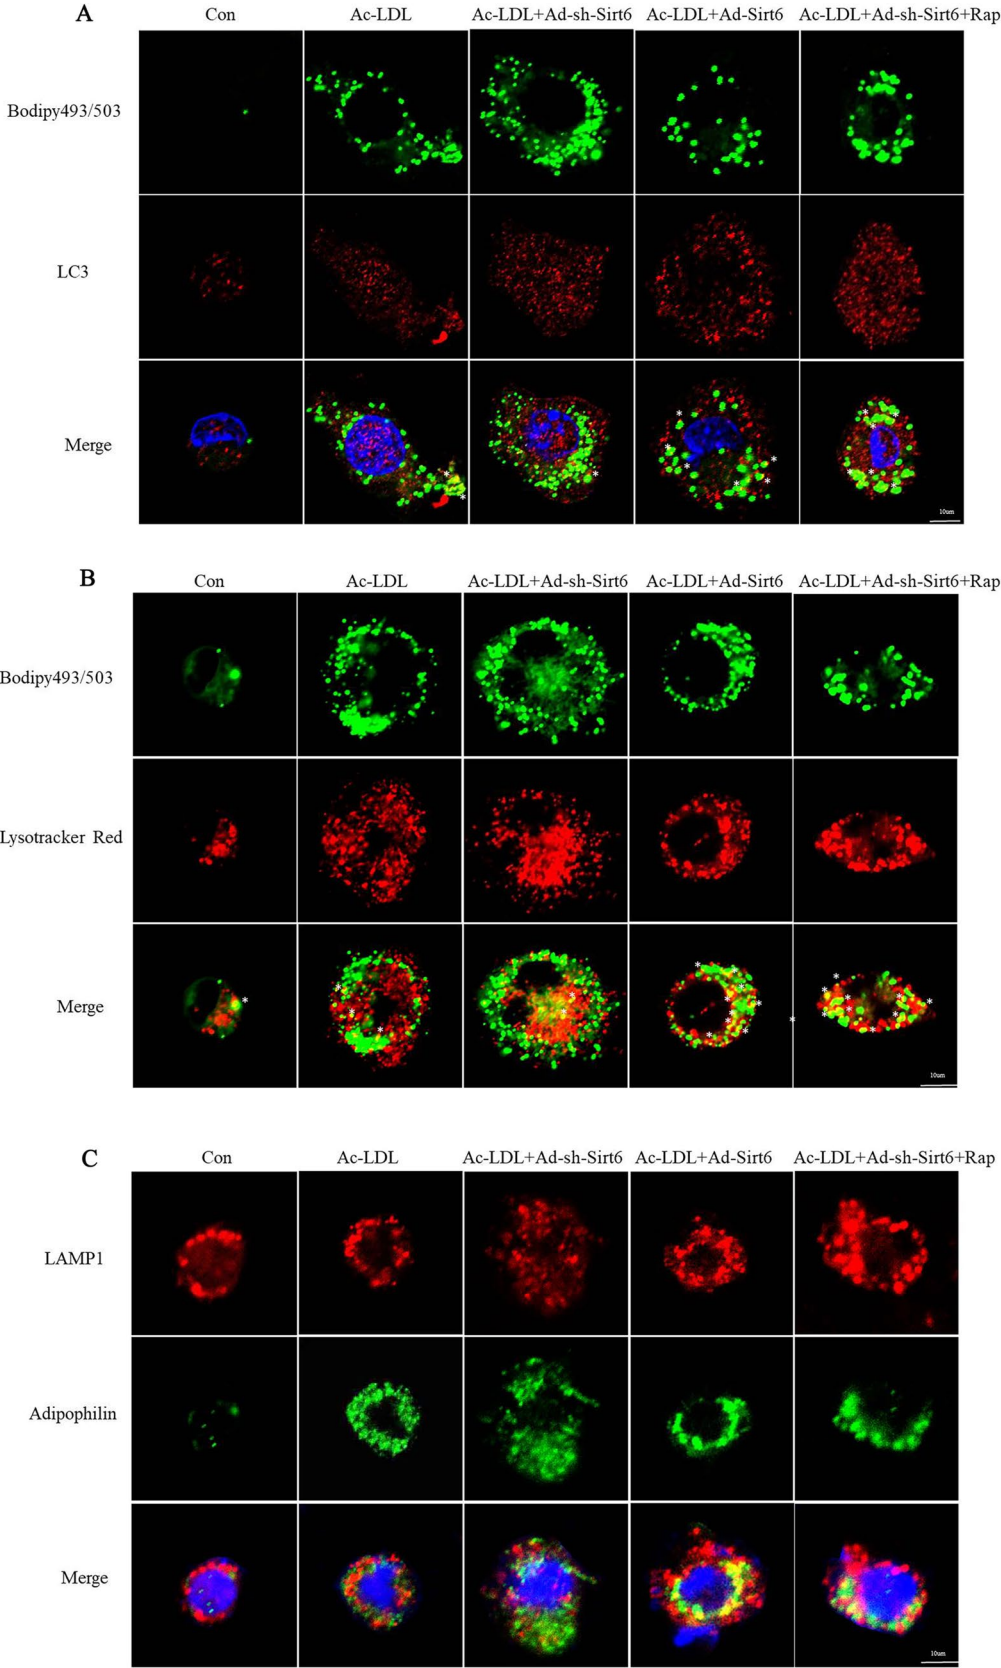 A
Con Ac-LDL Ac-LDL+Ad-sh-Sirt6 Ac-LDL+Ad-Sirt6 Ac-LDL+Ad-sh-Sirt6+Rap
Bodipy493/503
LC3
Merge
10um
B
Con Ac-LDL Ac-LDL+Ad-sh-Sirt6 Ac-LDL+Ad-Sirt6 Ac-LDL+Ad-sh-Sirt6+Rap
Bodipy493/503
Lysotracker Red
Merge
10um
C
Con Ac-LDL Ac-LDL+Ad-sh-Sirt6 Ac-LDL+Ad-Sirt6 Ac-LDL+Ad-sh-Sirt6+Rap
LAMP1
Adipophilin
Merge
10um